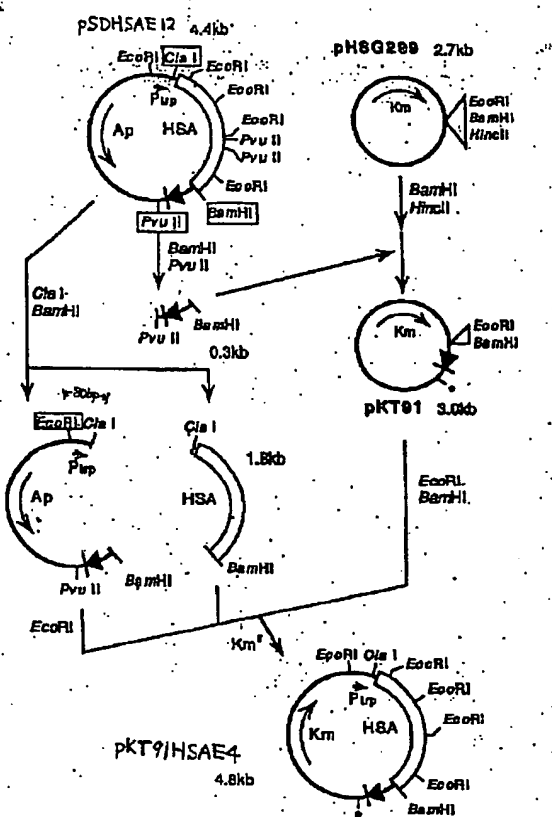 pSDHSAE12 4.4kb
EcoRI Cla I EcoRI
EcoRI
Ptrp
Ap HSA
EcoRI
Pvu II
Pvu II
EcoRI
BamHI
Pvu II
BamHI
Pvu II
Cla I-
BamHI
Pvu II BamHI
0.3kb
pHSG299 2.7kb
Km
EcoRI
BamHI
HincII
BamHI
HincII
Km
EcoRI
BamHI
pKT91 3.0kb
EcoRI Cla I
Ptrp
Ap
Pvu II BamHI
Cla I
1.8kb
HSA
BamHI
EcoRI-
BamHI
EcoRI
Kmr
EcoRI Cla I EcoRI
EcoRI
Ptrp
Km HSA
EcoRI
EcoRI
BamHI
pKT91HSAE4
4.8kb